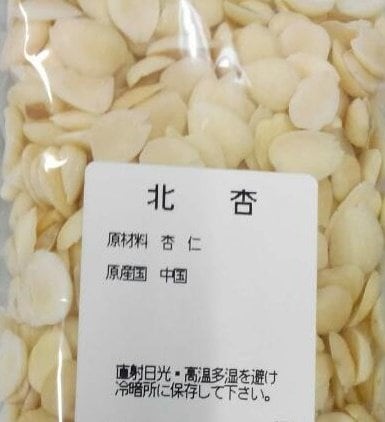 北 杏
原材料 杏 仁
原産国 中国
直射日光・高温多湿を避け
冷暗所に保存して下さい。